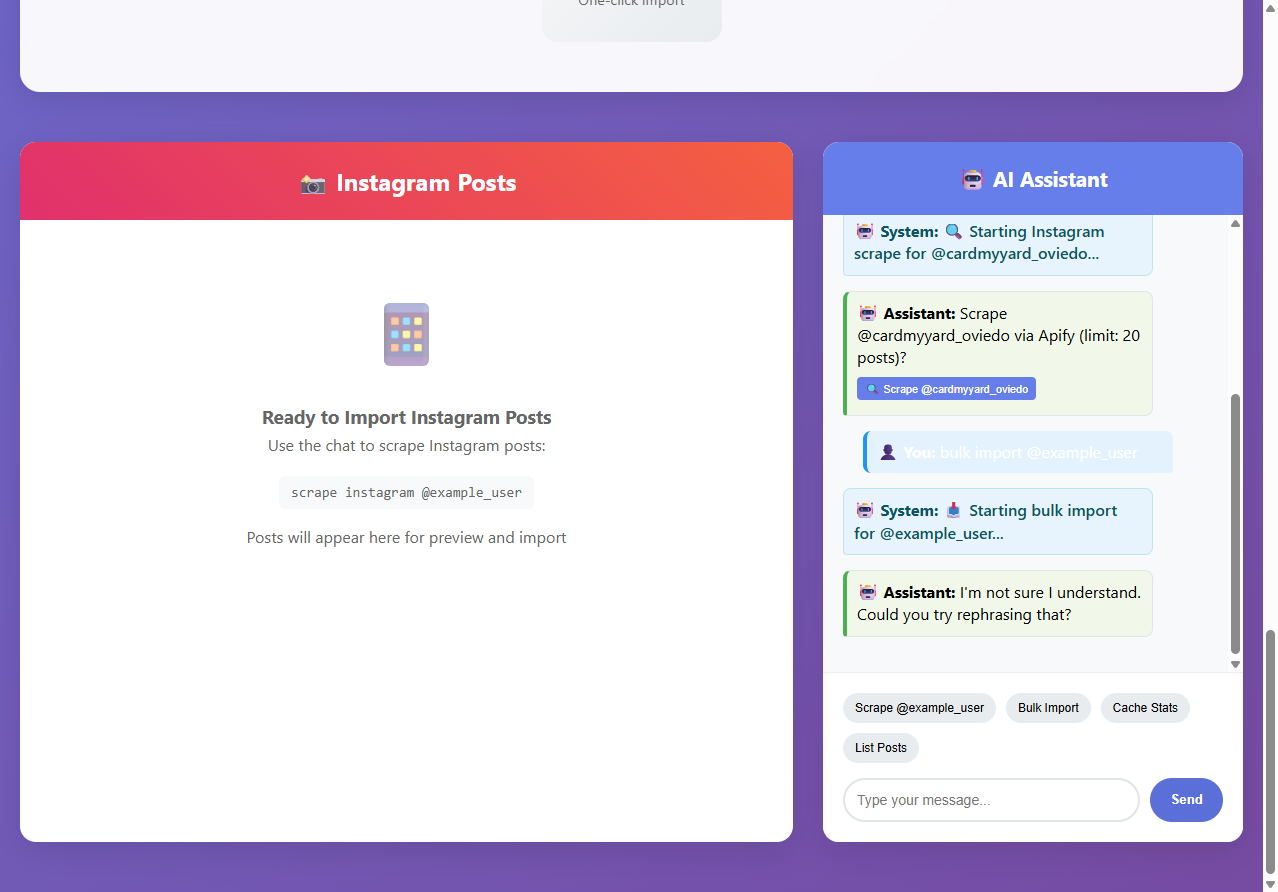 One-click import
Instagram Posts
Ready to Import Instagram Posts
Use the chat to scrape Instagram posts:
scrape instagram @example_user
Posts will appear here for preview and import
AI Assistant
System: Starting Instagram
scrape for @cardmyyard_oviedo...
Assistant: Scrape
@cardmyyard_oviedo via Apify (limit: 20
posts)?
Scrape @cardmyyard_oviedo
You: bulk import @example_user
System: Starting bulk import
for @example_user...
Assistant: I'm not sure I understand.
Could you try rephrasing that?
Scrape @example_user
Bulk Import
Cache Stats
List Posts
Type your message...
Send